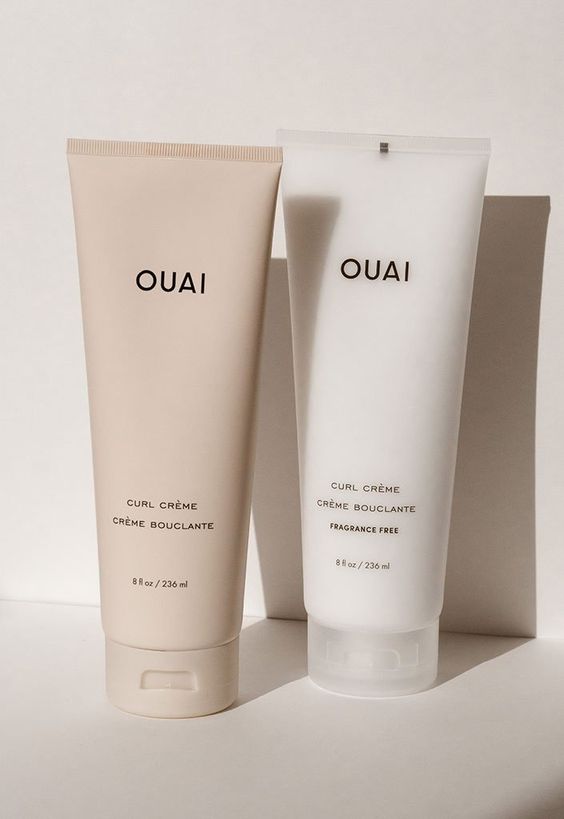 OUAI
CURL CRÈME
CRÈME BOUCLANTE
8 fl oz / 236 ml
OUAI
CURL CRÈME
CRÈME BOUCLANTE
FRAGRANCE FREE
8 fl oz / 236 ml